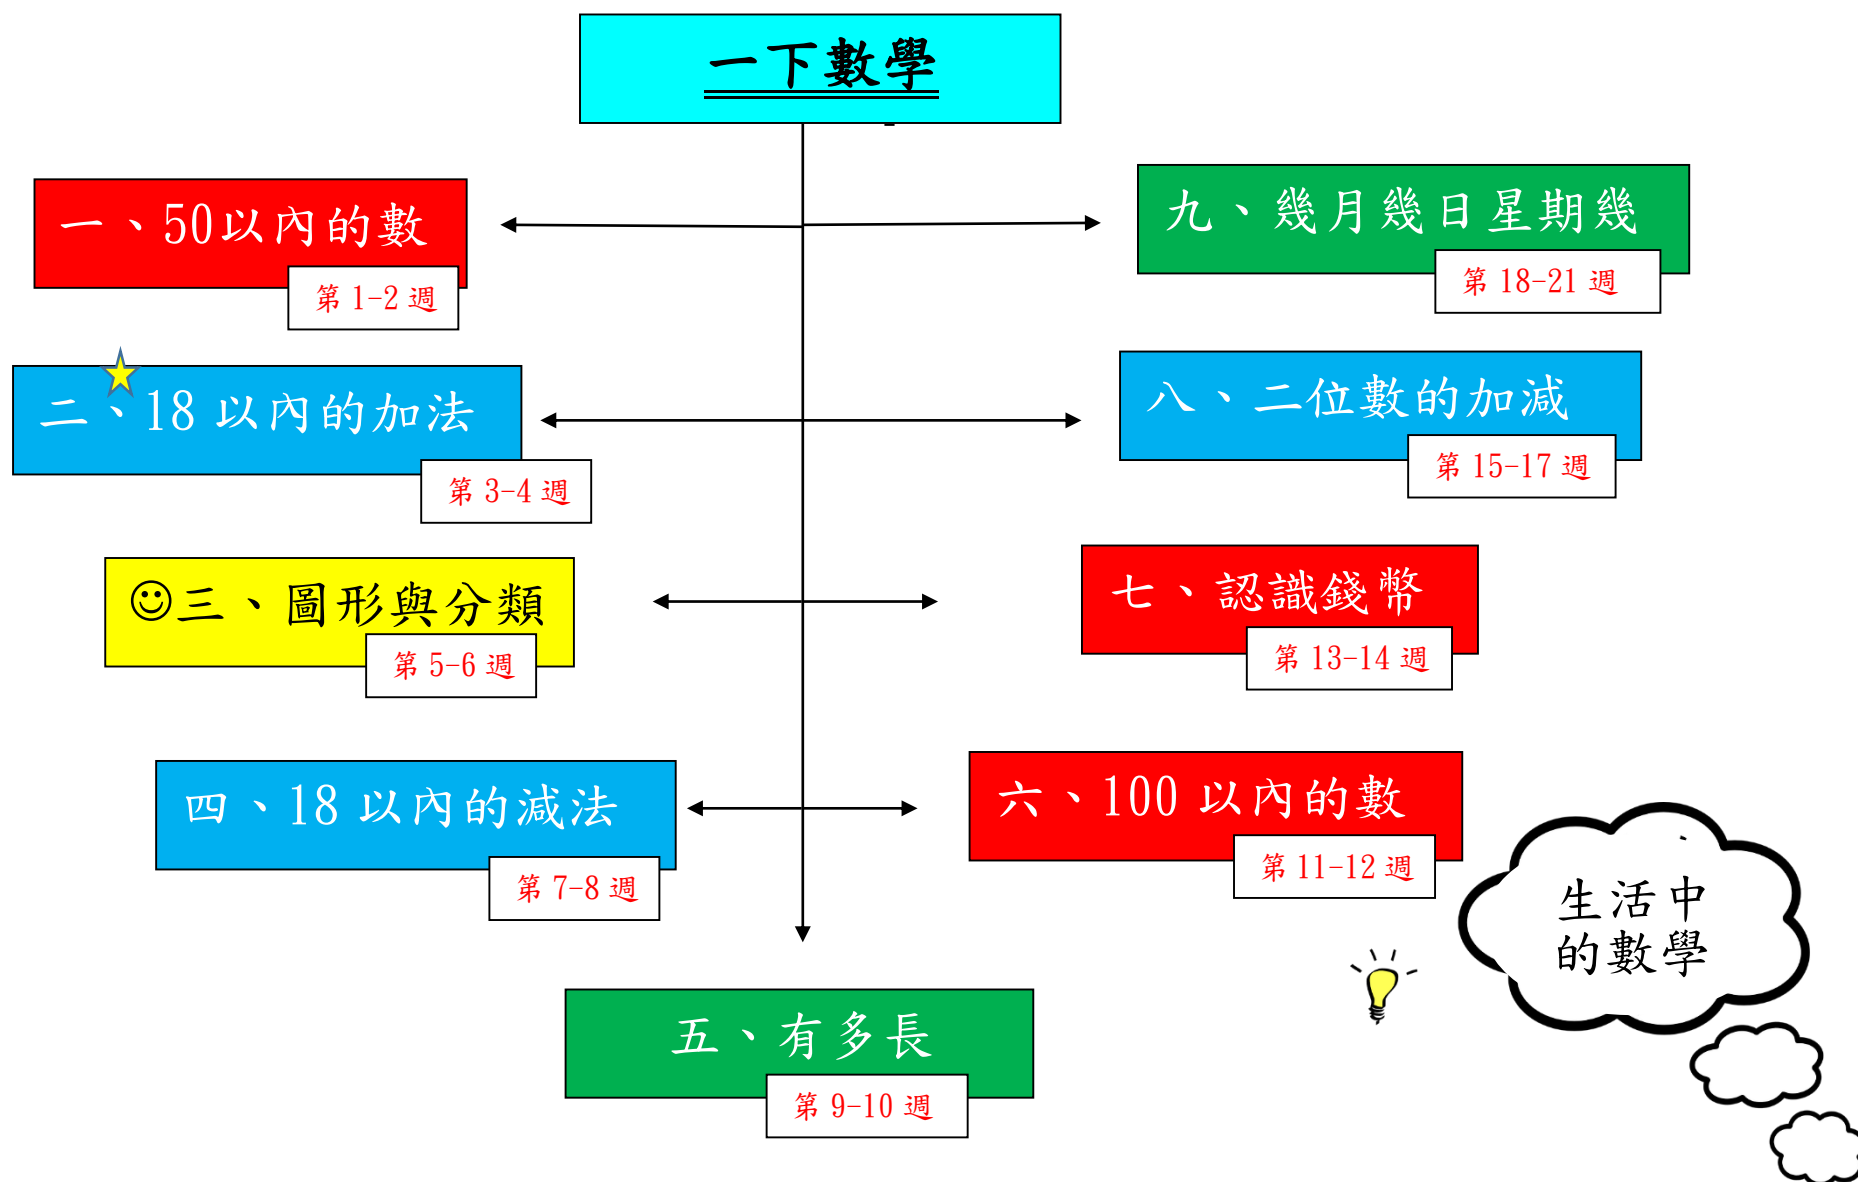 一下數學
一、50以內的數
第 1-2 週
二、18 以內的加法
第 3-4 週
三、圖形與分類
第 5-6 週
四、18 以內的減法
第 7-8 週
五、有多長
第 9-10 週
六、100 以內的數
第 11-12 週
七、認識錢幣
第 13-14 週
八、二位數的加減
第 15-17 週
九、幾月幾日星期幾
第 18-21 週
生活中
的數學